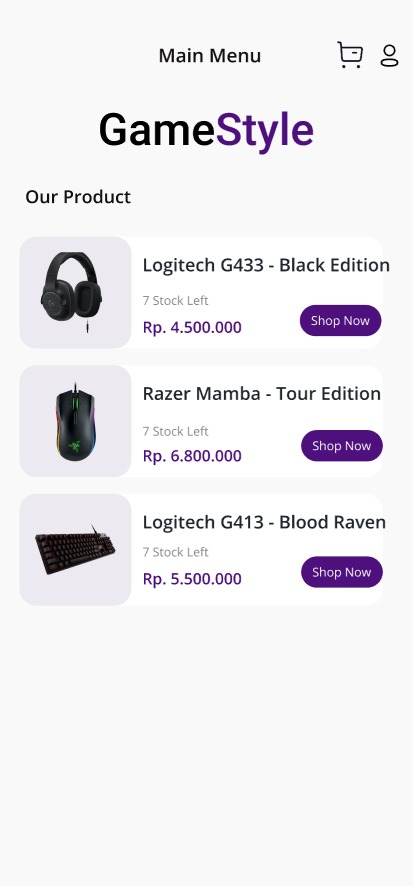 Main Menu
GameStyle
Our Product
Logitech G433 - Black Edition
7 Stock Left
Rp. 4.500.000
Shop Now
Razer Mamba - Tour Edition
7 Stock Left
Rp. 6.800.000
Shop Now
Logitech G413 - Blood Raven
7 Stock Left
Rp. 5.500.000
Shop Now